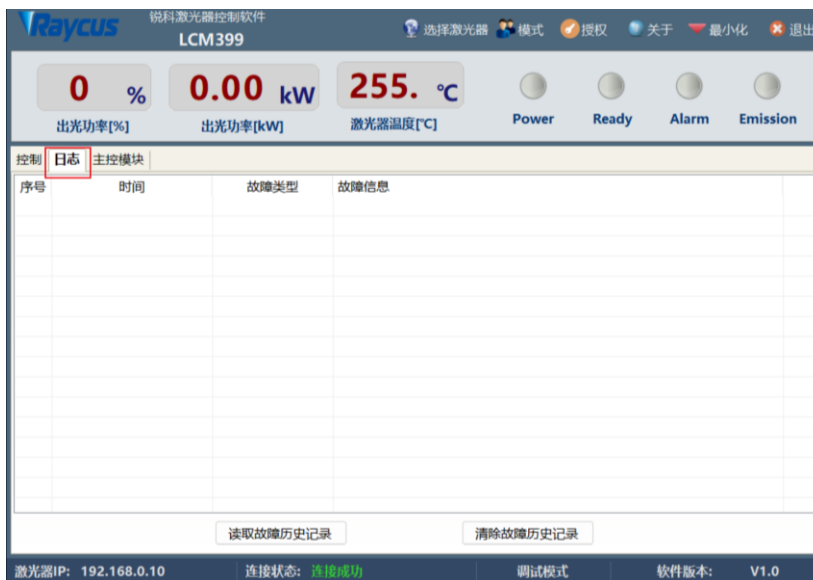 Raycus 锐科激光器控制软件
LCM399
选择激光器 模式 授权 关于 最小化 退出
0 % 0.00 kW 255. ℃
出光功率[%] 出光功率[kW] 激光器温度[℃] Power Ready Alarm Emission
控制 日志 主控模块
序号 时间 故障类型 故障信息
读取故障历史记录 清除故障历史记录
激光器IP: 192.168.0.10 连接状态: 连接成功 调试模式 软件版本: V1.0